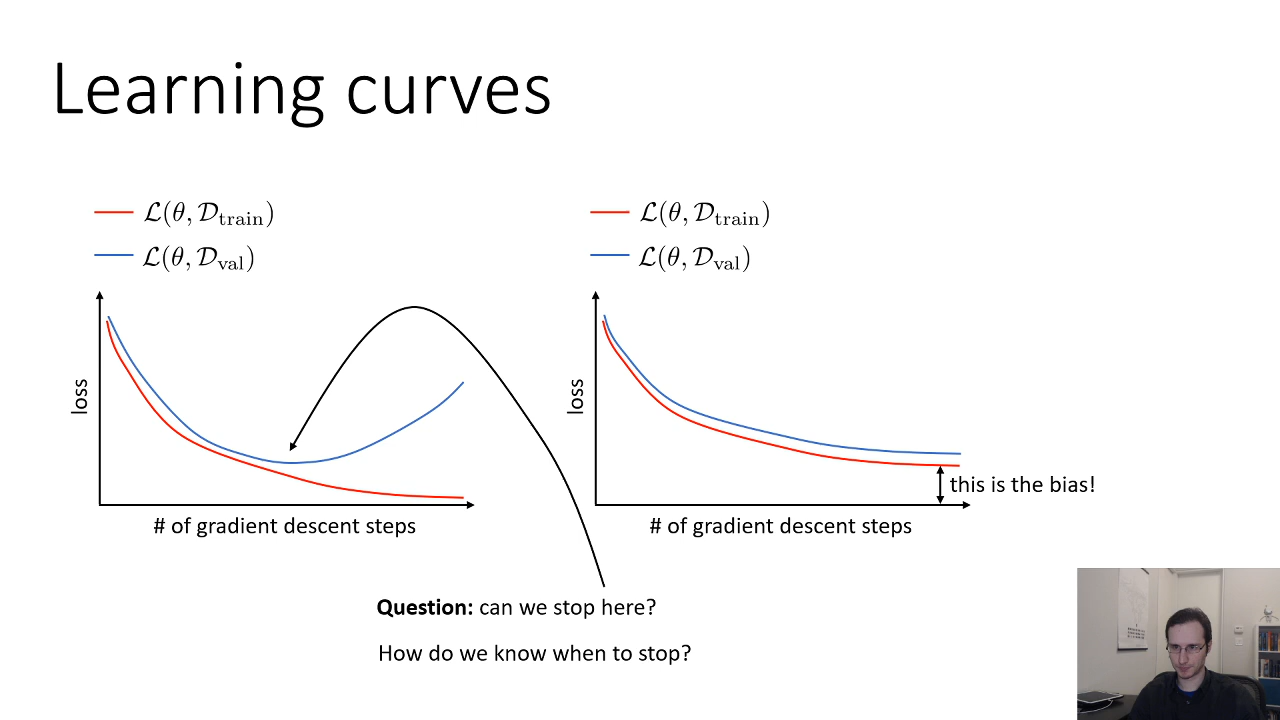 Learning curves
ℒ(θ, 𝒟train)
ℒ(θ, 𝒟val)
loss
# of gradient descent steps
ℒ(θ, 𝒟train)
ℒ(θ, 𝒟val)
loss
this is the bias!
# of gradient descent steps
Question: can we stop here?
How do we know when to stop?